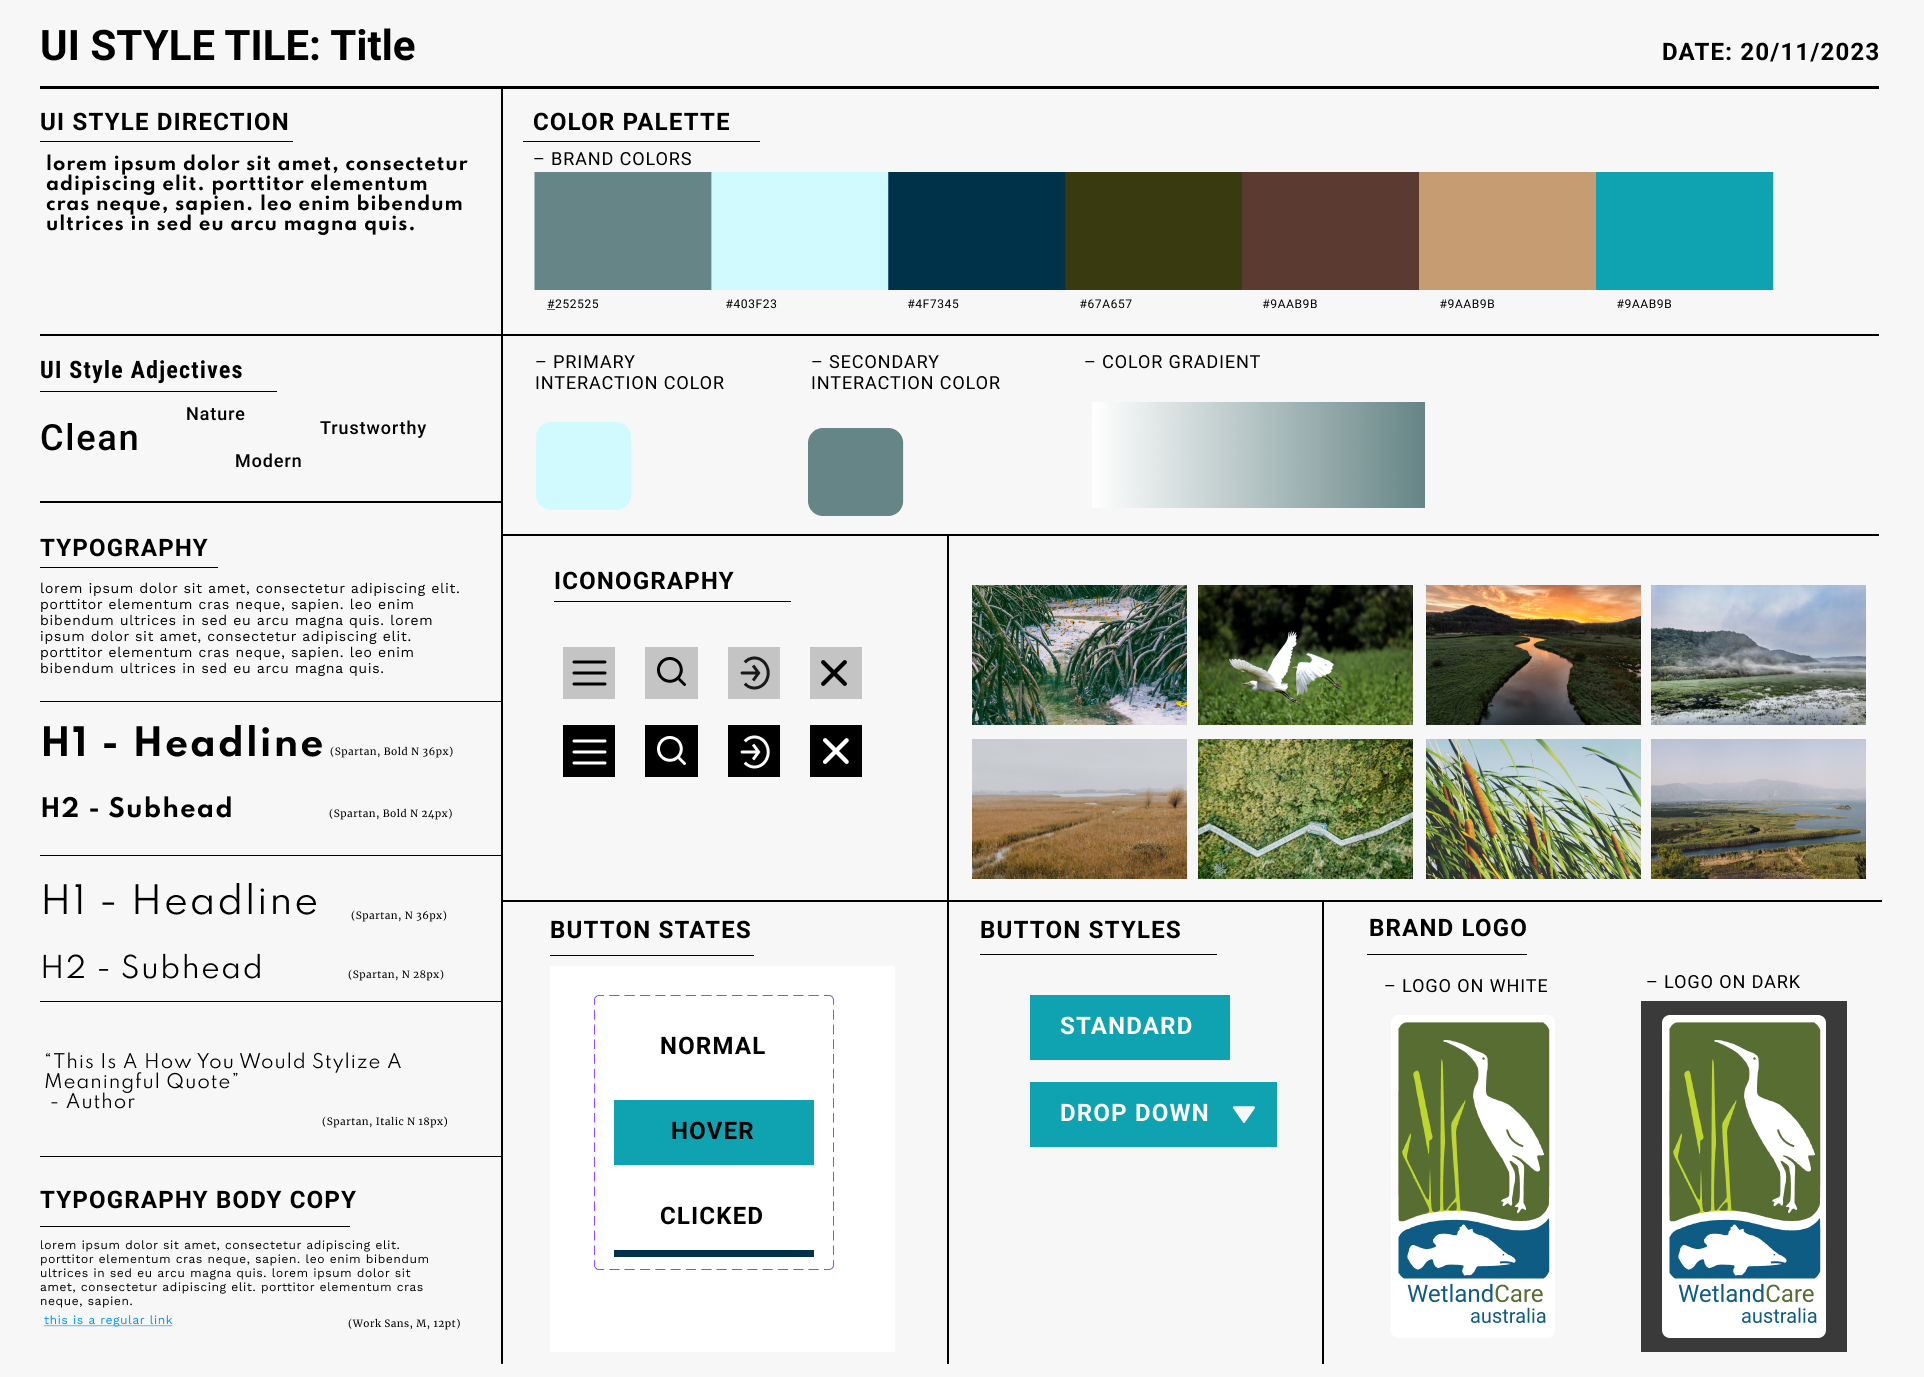 UI STYLE TILE: Title
DATE: 20/11/2023
UI STYLE DIRECTION
lorem ipsum dolor sit amet, consectetur
adipiscing elit. porttitor elementum
cras neque, sapien. leo enim bibendum
ultrices in sed eu arcu magna quis.
COLOR PALETTE
– BRAND COLORS
#252525
#403F23
#4F7345
#67A657
#9AAB9B
#9AAB9B
#9AAB9B
UI Style Adjectives
Clean
Nature
Trustworthy
Modern
– PRIMARY
INTERACTION COLOR
– SECONDARY
INTERACTION COLOR
– COLOR GRADIENT
TYPOGRAPHY
lorem ipsum dolor sit amet, consectetur adipiscing elit.
porttitor elementum cras neque, sapien. leo enim
bibendum ultrices in sed eu arcu magna quis. lorem
ipsum dolor sit amet, consectetur adipiscing elit.
porttitor elementum cras neque, sapien. leo enim
bibendum ultrices in sed eu arcu magna quis.
H1 - Headline (Spartan, Bold N 36px)
H2 - Subhead (Spartan, Bold N 24px)
H1 - Headline (Spartan, N 36px)
H2 - Subhead (Spartan, N 28px)
“This Is A How You Would Stylize A
Meaningful Quote”
- Author
(Spartan, Italic N 18px)
TYPOGRAPHY BODY COPY
lorem ipsum dolor sit amet, consectetur adipiscing elit.
porttitor elementum cras neque, sapien. leo enim bibendum
ultrices in sed eu arcu magna quis. lorem ipsum dolor sit
amet, consectetur adipiscing elit. porttitor elementum cras
neque, sapien.
this is a regular link
(Work Sans, M, 12pt)
ICONOGRAPHY
BUTTON STATES
NORMAL
HOVER
CLICKED
BUTTON STYLES
STANDARD
DROP DOWN
BRAND LOGO
– LOGO ON WHITE
WetlandCare
australia
– LOGO ON DARK
WetlandCare
australia